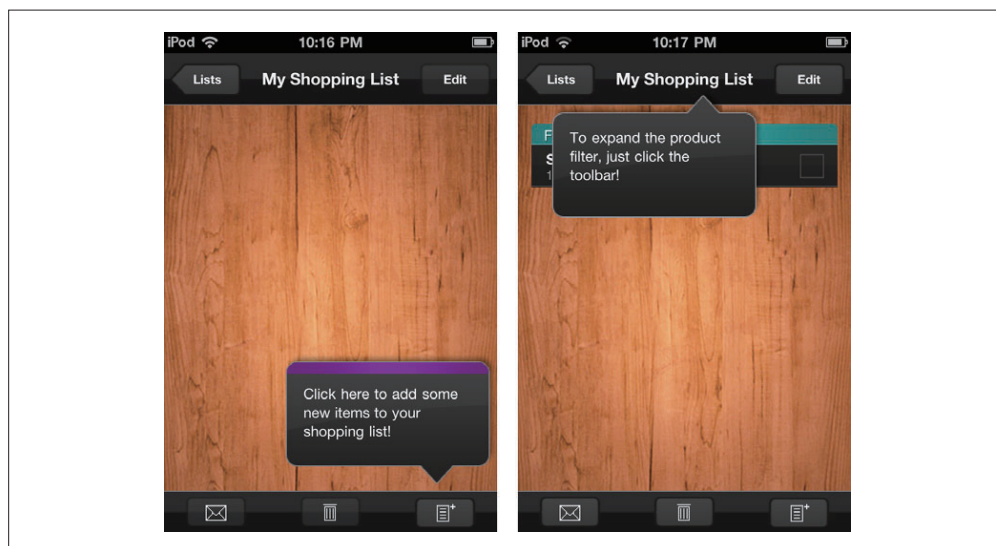 iPod 10:16 PM
Lists My Shopping List Edit
Click here to add some
new items to your
shopping list!
iPod 10:17 PM
Lists My Shopping List Edit
To expand the product
filter, just click the
toolbar!